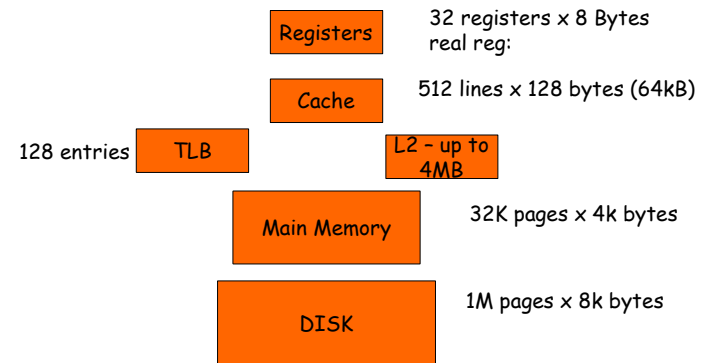 Registers
32 registers x 8 Bytes
real reg:
Cache
512 lines x 128 bytes (64kB)
128 entries
TLB
L2 – up to
4MB
Main Memory
32K pages x 4k bytes
DISK
1M pages x 8k bytes